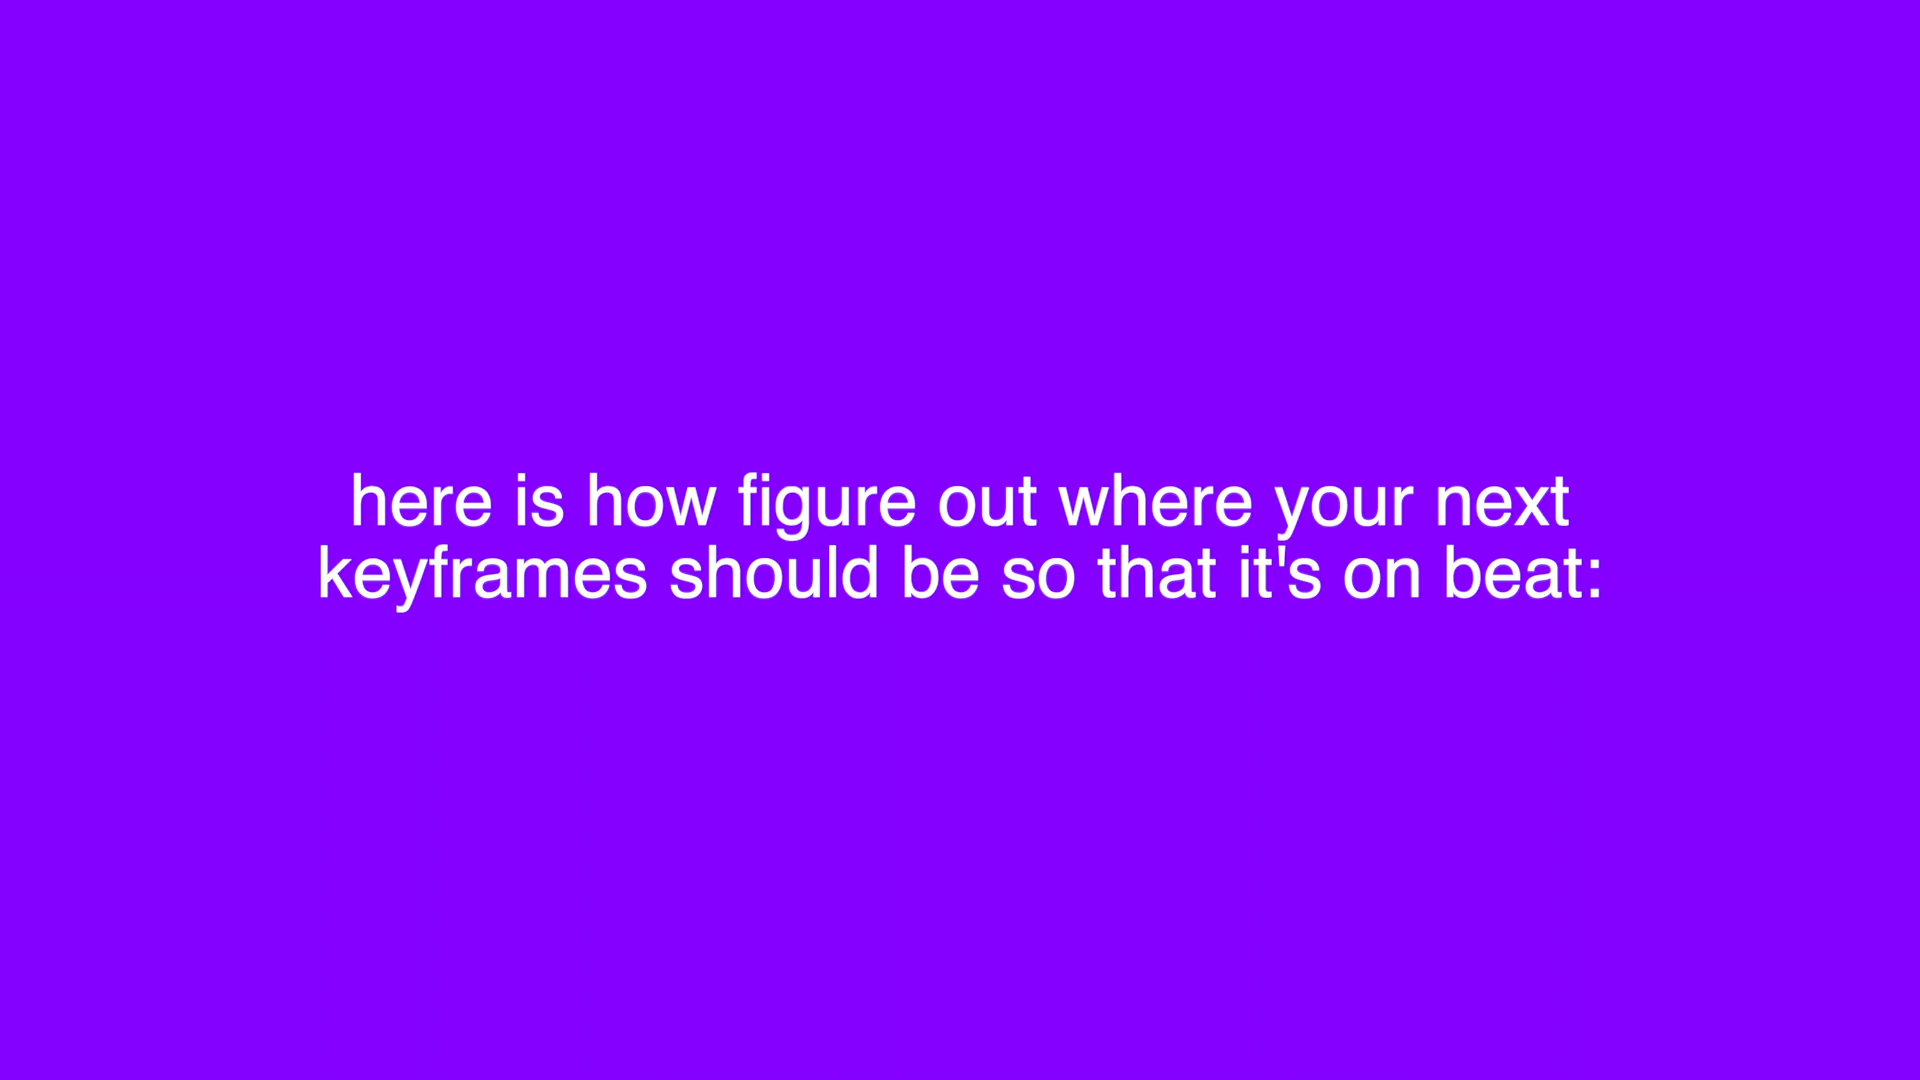 here is how figure out where your next
keyframes should be so that it's on beat: